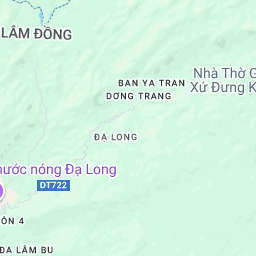 LÂM ĐỒNG
BAN YA TRAN
DƠNG TRANG
Nhà Thờ G
Xứ Đưng K
ĐẠ LONG
nước nóng Đạ Long
DT722
ÔN 4
ĐA LÂM BU